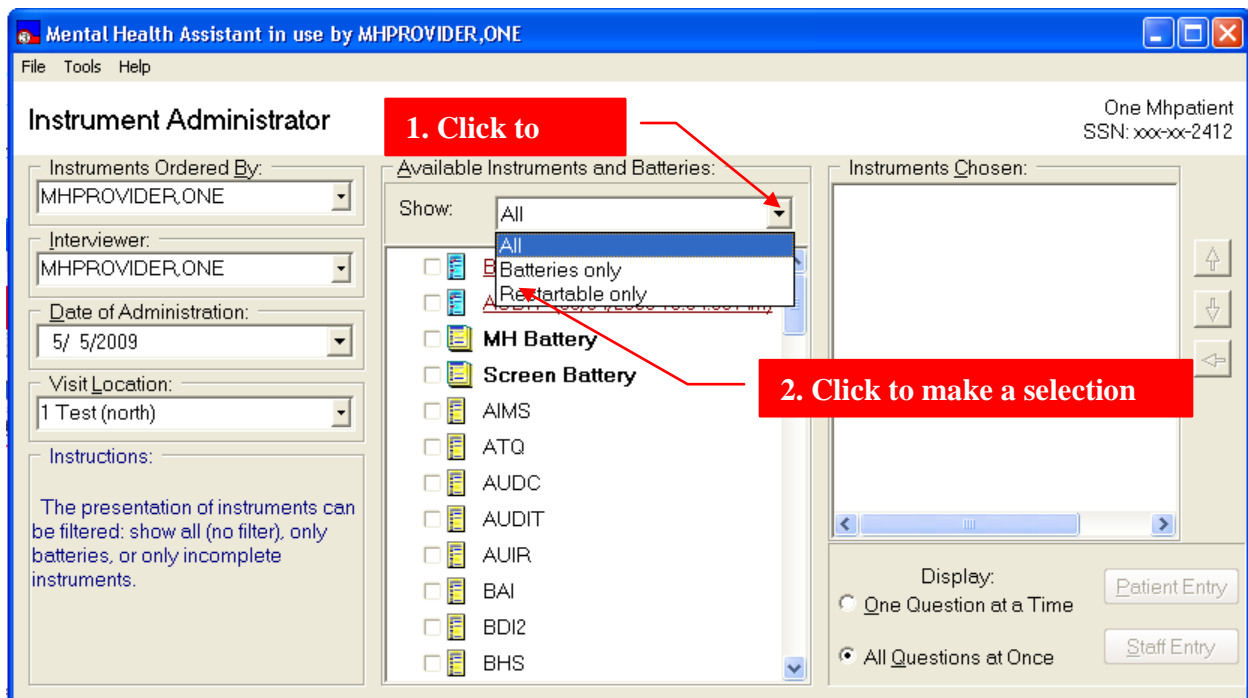 Mental Health Assistant in use by MHPROVIDER,ONE
File Tools Help
Instrument Administrator
1. Click to
One Mhpatient
SSN: xxx-xx-2412
Instruments Ordered By:
MHPROVIDER,ONE
Interviewer:
MHPROVIDER,ONE
Date of Administration:
5/ 5/2009
Visit Location:
1 Test (north)
Instructions:
The presentation of instruments can
be filtered: show all (no filter), only
batteries, or only incomplete
instruments.
Available Instruments and Batteries:
Show: All
All
Batteries only
Restartable only
MH Battery
Screen Battery
AIMS
ATQ
AUDC
AUDIT
AUIR
BAI
BDI2
BHS
2. Click to make a selection
Instruments Chosen:
Display:
One Question at a Time
All Questions at Once
Patient Entry
Staff Entry